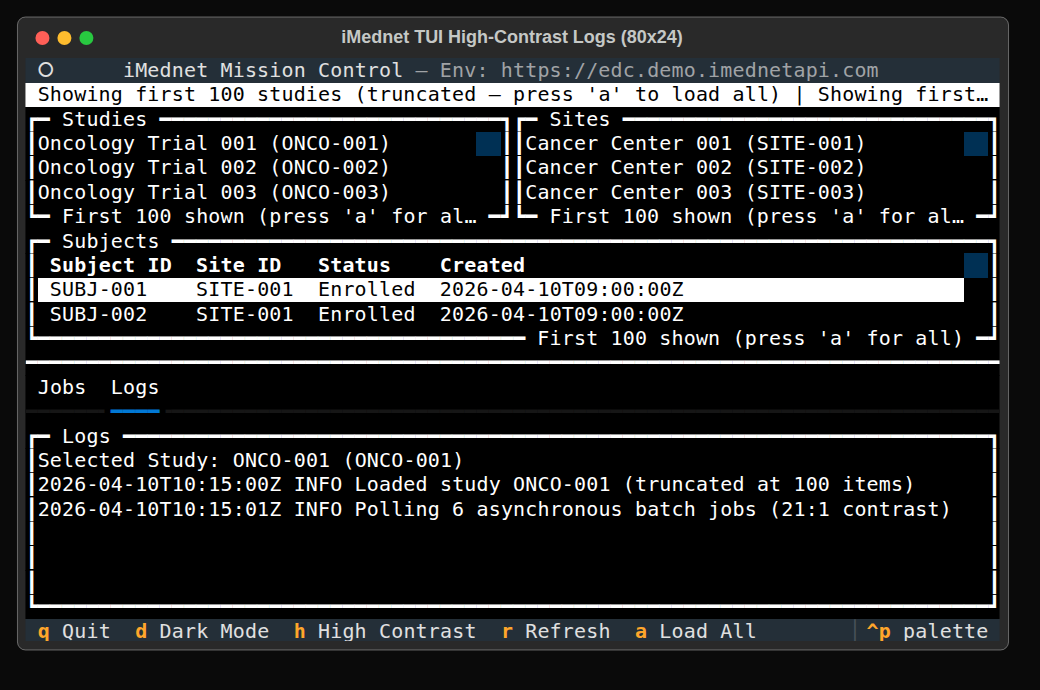 iMednet TUI High-Contrast Logs (80x24)
iMednet Mission Control — Env: https://edc.demo.imednetapi.com
Showing first 100 studies (truncated — press 'a' to load all) | Showing first…
Studies
Oncology Trial 001 (ONCO-001)
Oncology Trial 002 (ONCO-002)
Oncology Trial 003 (ONCO-003)
First 100 shown (press 'a' for al…
Sites
Cancer Center 001 (SITE-001)
Cancer Center 002 (SITE-002)
Cancer Center 003 (SITE-003)
First 100 shown (press 'a' for al…
Subjects
Subject ID  Site ID  Status  Created
SUBJ-001  SITE-001  Enrolled  2026-04-10T09:00:00Z
SUBJ-002  SITE-001  Enrolled  2026-04-10T09:00:00Z
First 100 shown (press 'a' for all)
Jobs  Logs
Logs
Selected Study: ONCO-001 (ONCO-001)
2026-04-10T10:15:00Z INFO Loaded study ONCO-001 (truncated at 100 items)
2026-04-10T10:15:01Z INFO Polling 6 asynchronous batch jobs (21:1 contrast)
q Quit  d Dark Mode  h High Contrast  r Refresh  a Load All  ^p palette